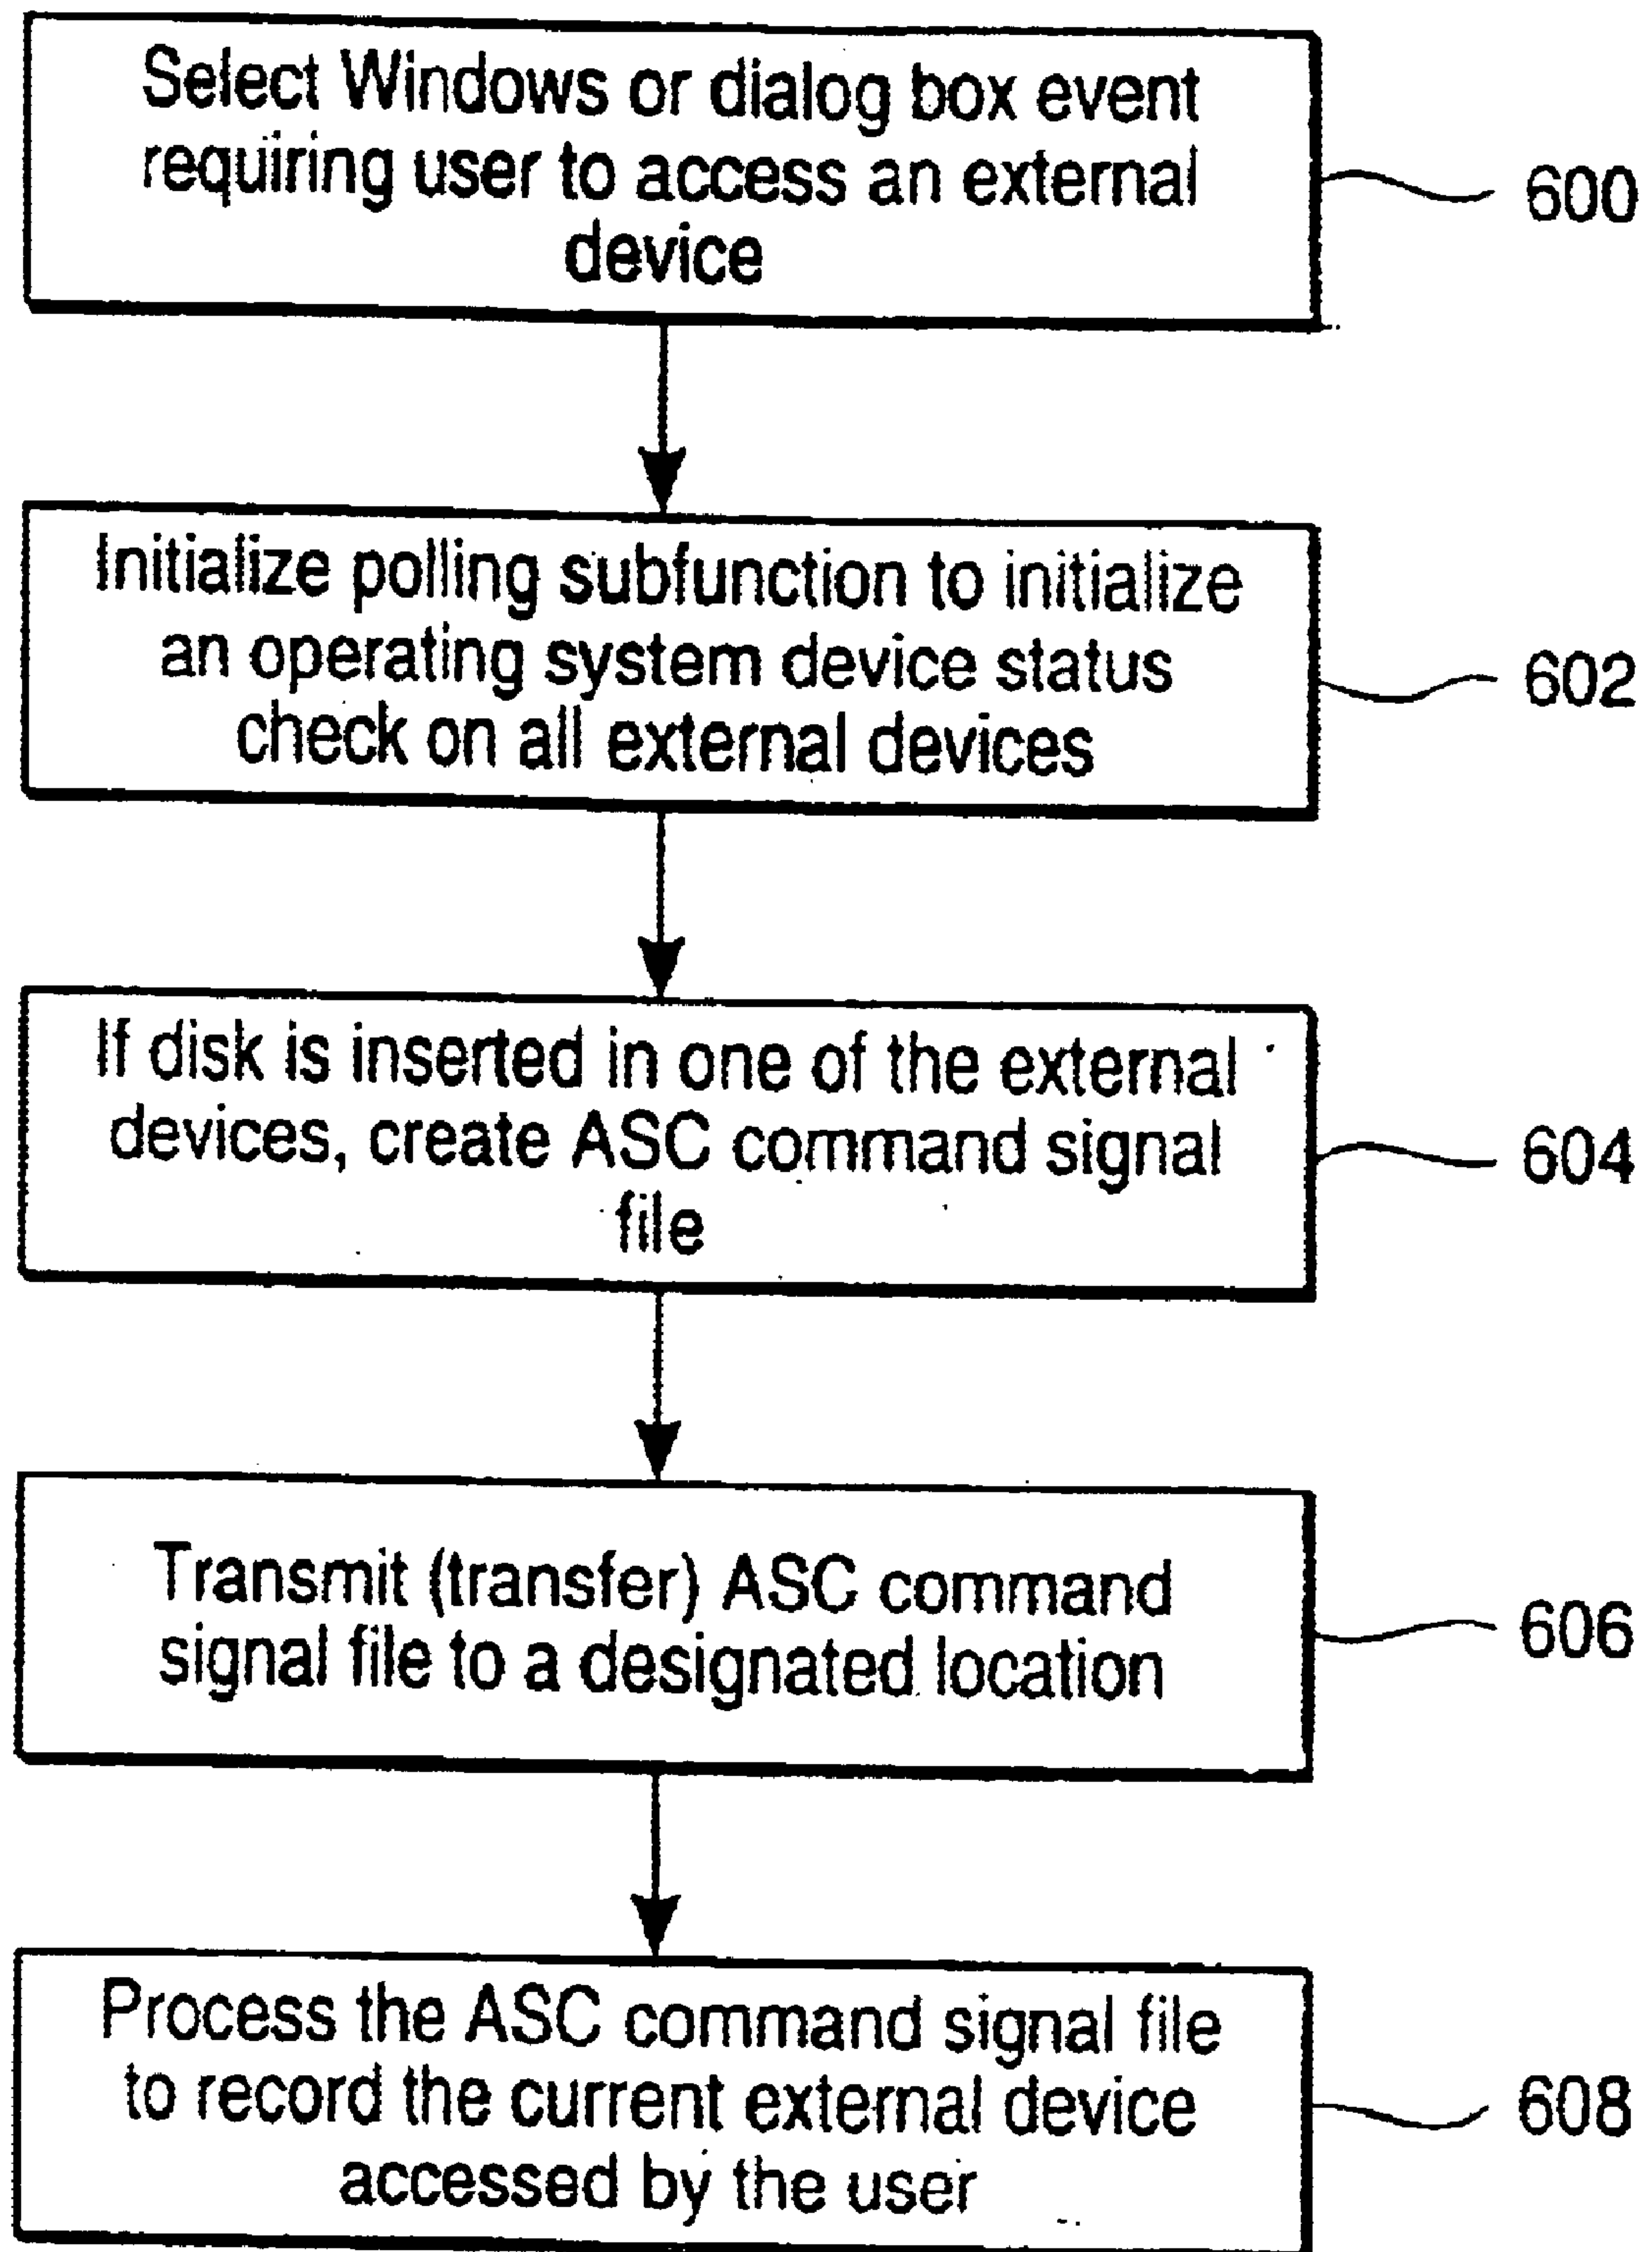 Select Windows or dialog box event
requiring user to access an external
device
600
Initialize polling subfunction to initialize
an operating system device status
check on all external devices
602
If disk is inserted in one of the external
devices, create ASC command signal
file
604
Transmit (transfer) ASC command
signal file to a designated location
606
Process the ASC command signal file
to record the current external device
accessed by the user
608